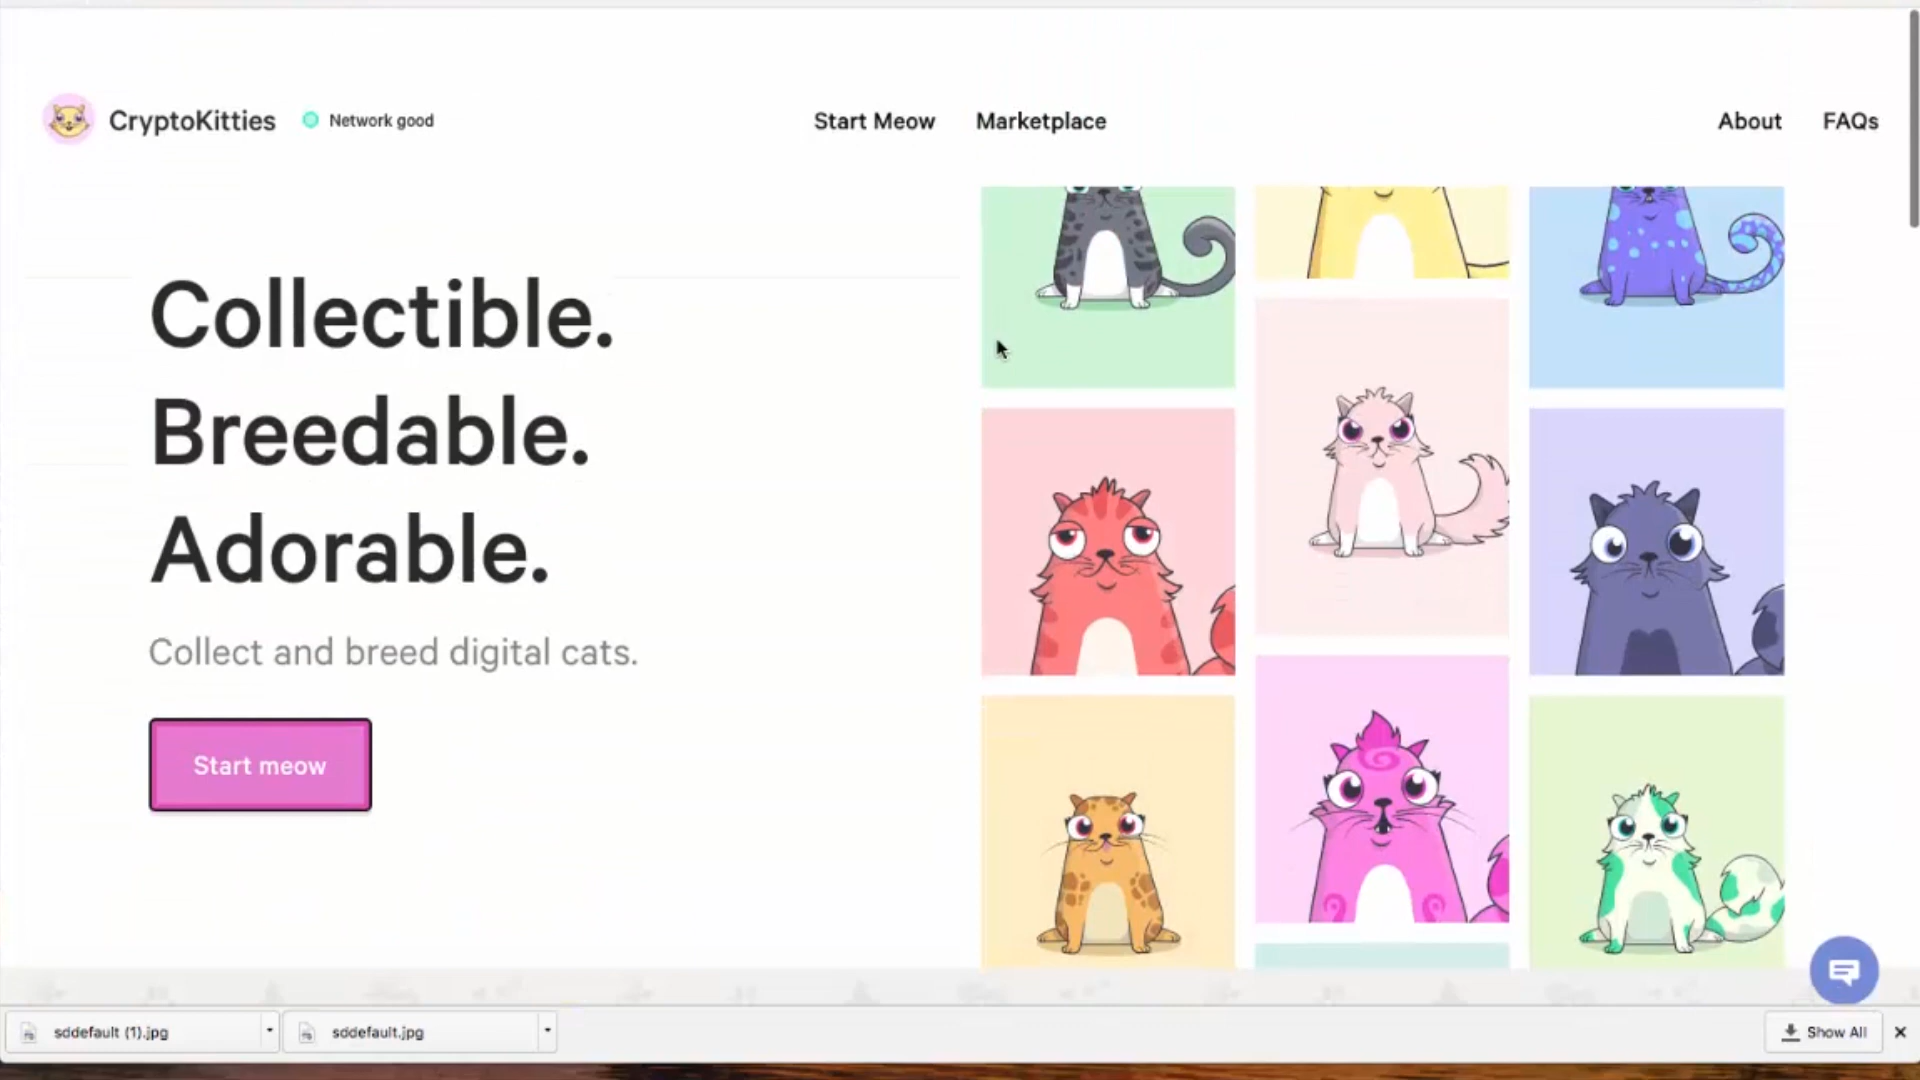 CryptoKitties
Network good
Start Meow
Marketplace
About
FAQs
Collectible.
Breedable.
Adorable.
Collect and breed digital cats.
Start meow
sddefault (1).jpg
sddefault.jpg
Show All